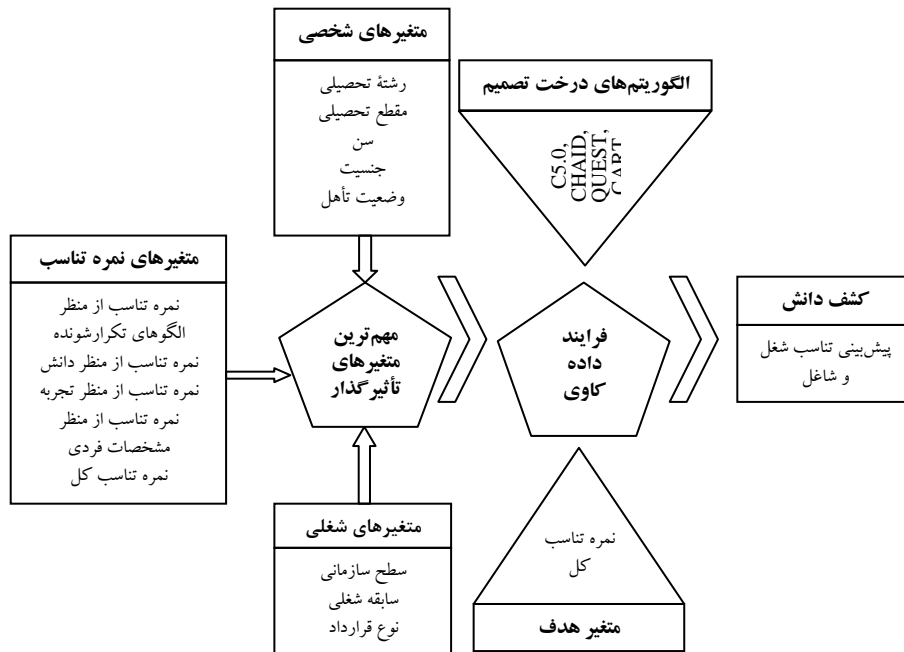 متغیرهای شخصی
رشتۀ تحصیلی
مقطع تحصیلی
سن
جنسیت
وضعیت تأهل
الگوریتم‌های درخت تصمیم
C5.0,
CHAID,
QUEST,
CART
متغیرهای نمره تناسب
نمره تناسب از منظر
الگوهای تکرارشونده
نمره تناسب از منظر دانش
نمره تناسب از منظر تجربه
نمره تناسب از منظر
مشخصات فردی
نمره تناسب کل
مهم‌ترین
متغیرهای
تأثیرگذار
فرایند
داده
کاوی
کشف دانش
پیش‌بینی تناسب شغل
و شاغل
متغیرهای شغلی
سطح سازمانی
سابقه شغلی
نوع قرارداد
نمره تناسب
کل
متغیر هدف